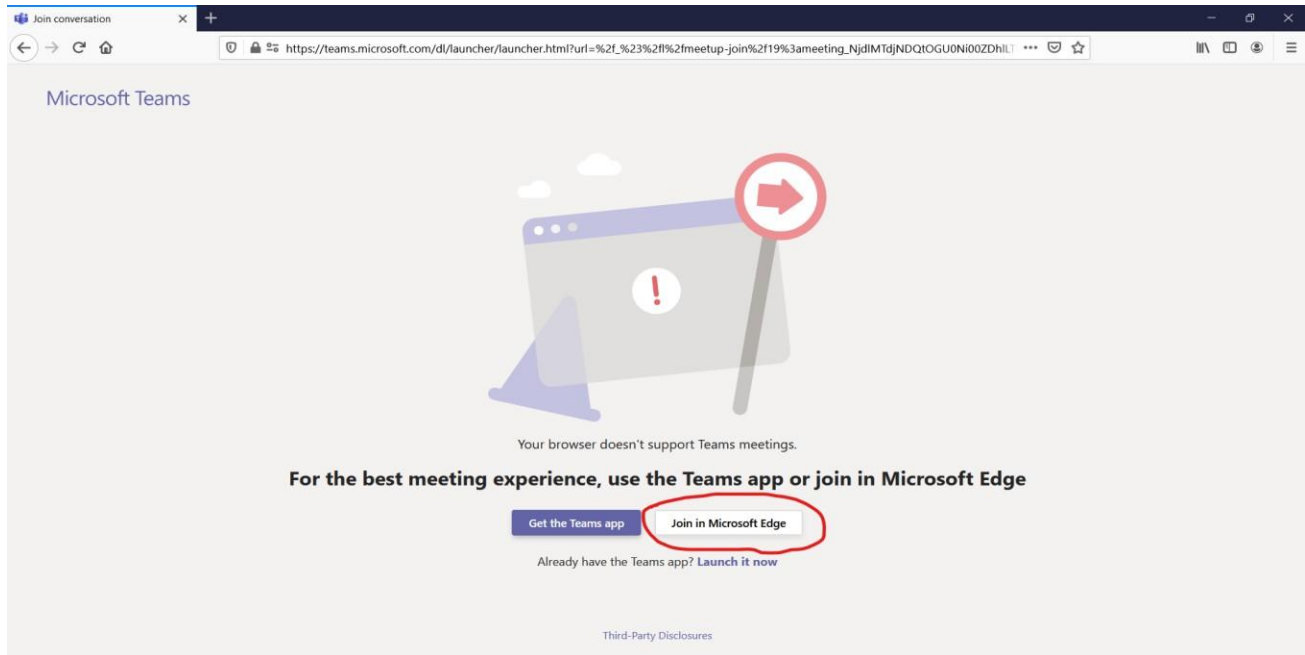 Join conversation
https://teams.microsoft.com/dl/launcher/launcher.html?url=%2f_%23%2fl%2fmeetup-join%2f19%3ameeting_NjdlMTdjNDQtOGU0Ni00ZDhlLT
Microsoft Teams
Your browser doesn't support Teams meetings.
For the best meeting experience, use the Teams app or join in Microsoft Edge
Get the Teams app Join in Microsoft Edge
Already have the Teams app? Launch it now
Third-Party Disclosures